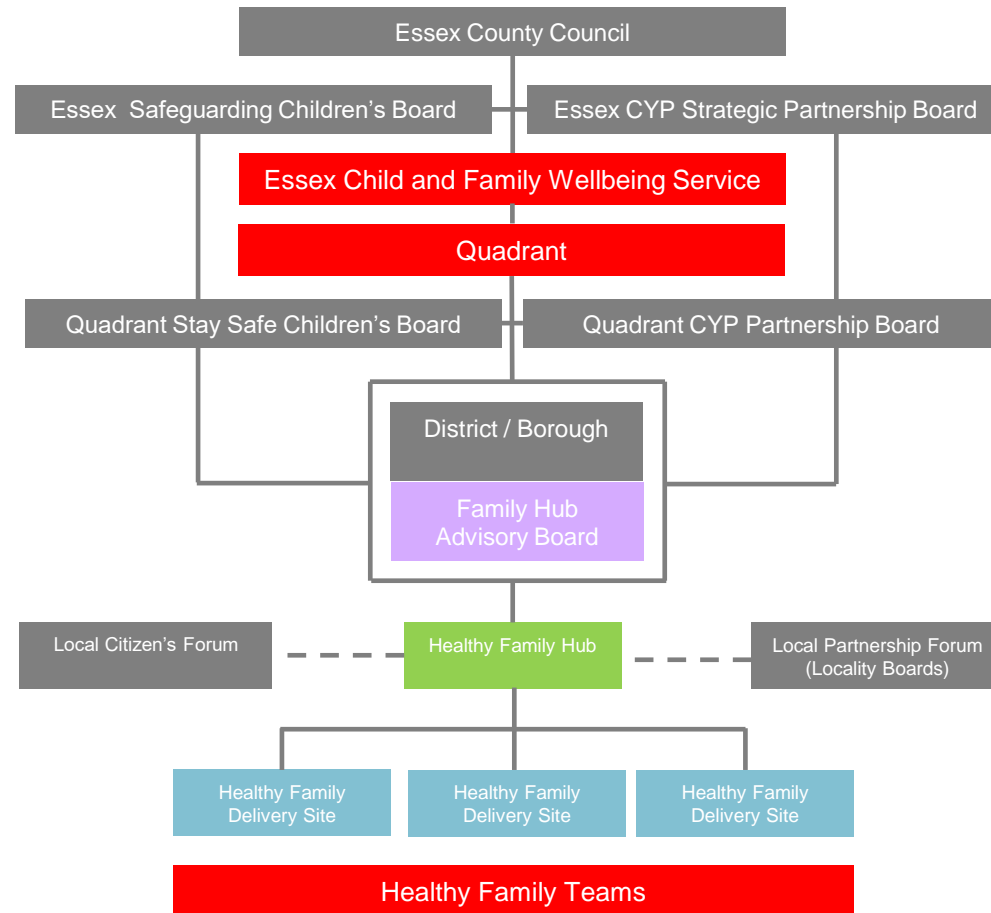 Essex County Council
Essex  Safeguarding Children’s Board
Essex CYP Strategic Partnership Board
Essex Child and Family Wellbeing Service
Quadrant
Quadrant Stay Safe Children’s Board
Quadrant CYP Partnership Board
District / Borough
Family Hub
Advisory Board
Local Citizen’s Forum
Healthy Family Hub
Local Partnership Forum
(Locality Boards)
Healthy Family
Delivery Site
Healthy Family
Delivery Site
Healthy Family
Delivery Site
Healthy Family Teams